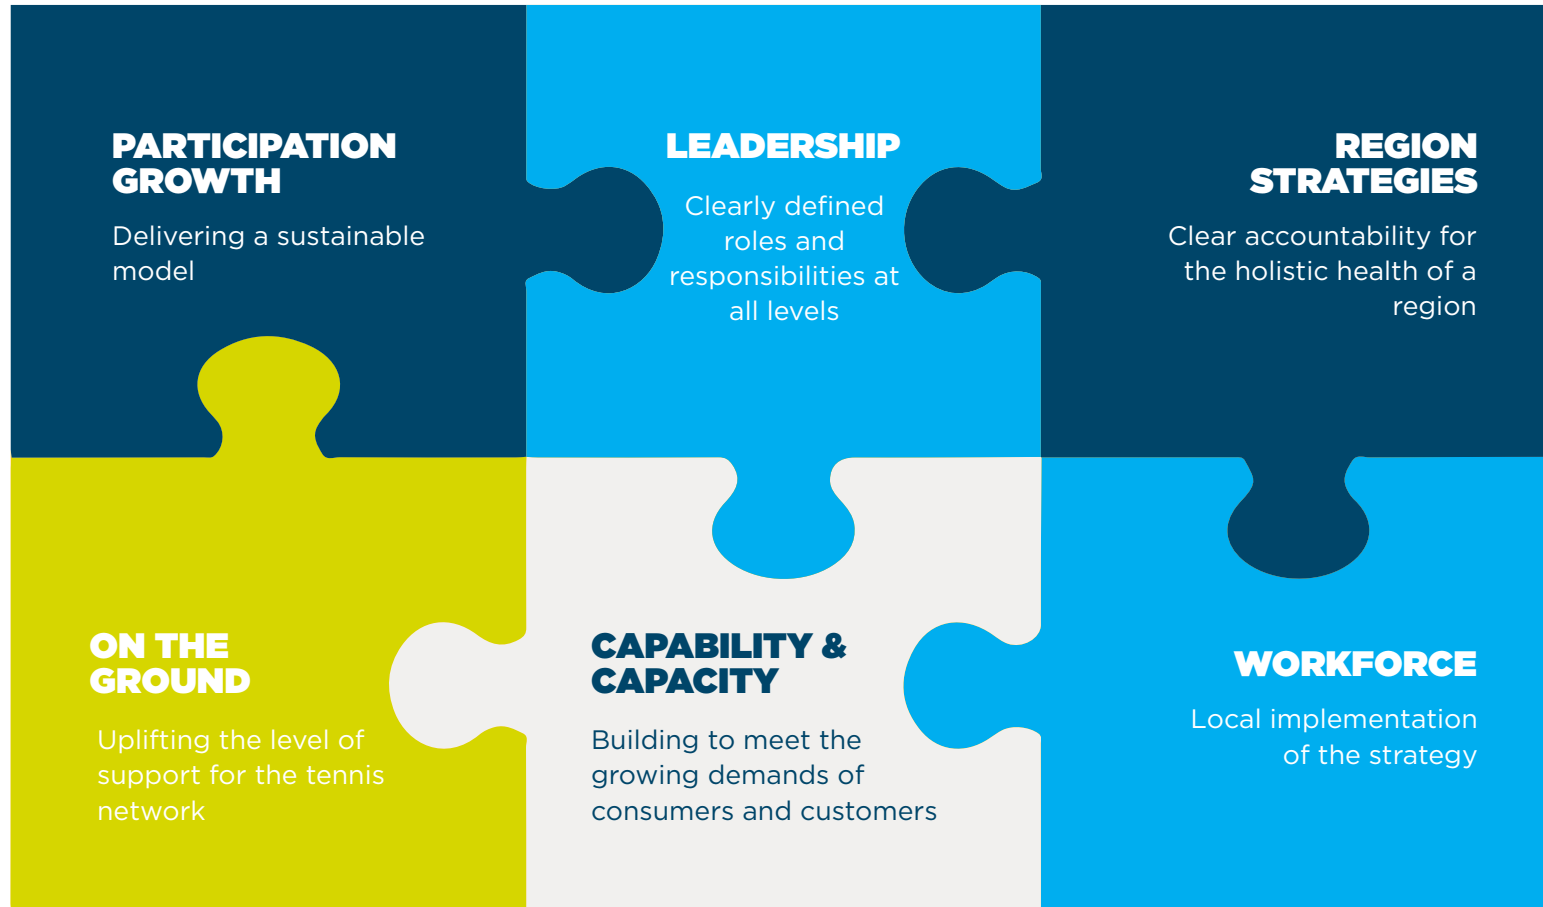 PARTICIPATION
GROWTH
Delivering a sustainable
model
LEADERSHIP
Clearly defined
roles and
responsibilities at
all levels
REGION
STRATEGIES
Clear accountability for
the holistic health of a
region
ON THE
GROUND
Uplifting the level of
support for the tennis
network
CAPABILITY &
CAPACITY
Building to meet the
growing demands of
consumers and customers
WORKFORCE
Local implementation
of the strategy